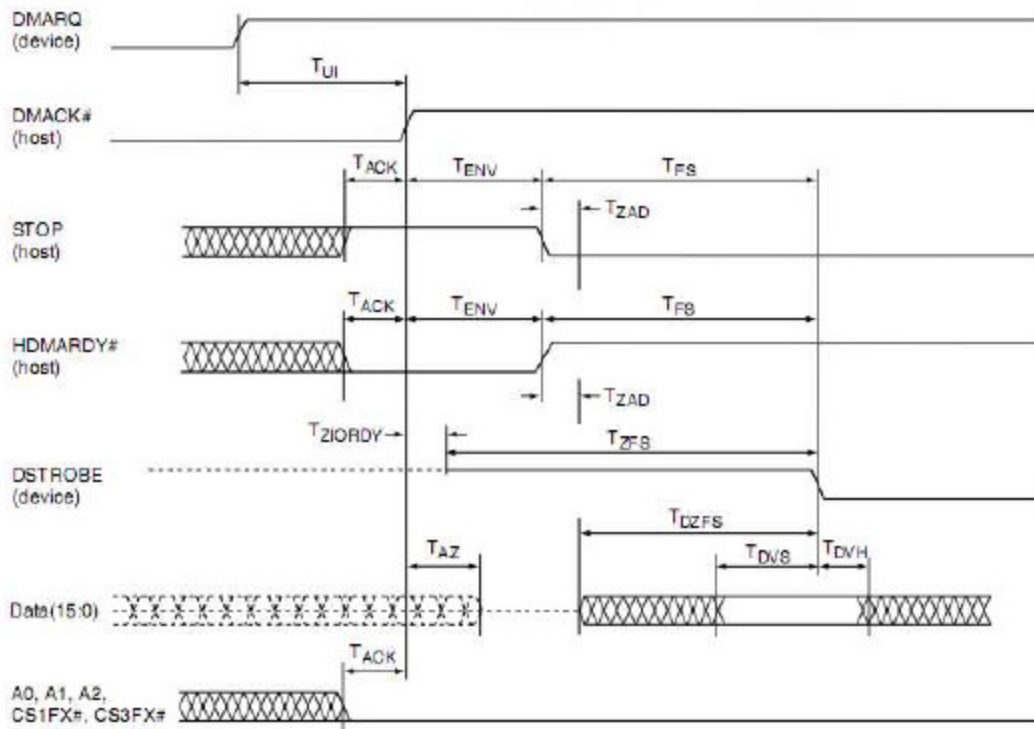 DMARQ
(device)
TUI
DMACK#
(host)
TACK TENV TFS
TZAD
STOP
(host)
TACK TENV TFS
HDMARDY#
(host)
TZAD
TZIORDY TZFS
DSTROBE
(device)
TDZFS
TAZ TDVS TDVH
Data(15:0)
TACK
A0, A1, A2,
CS1FX#, CS3FX#